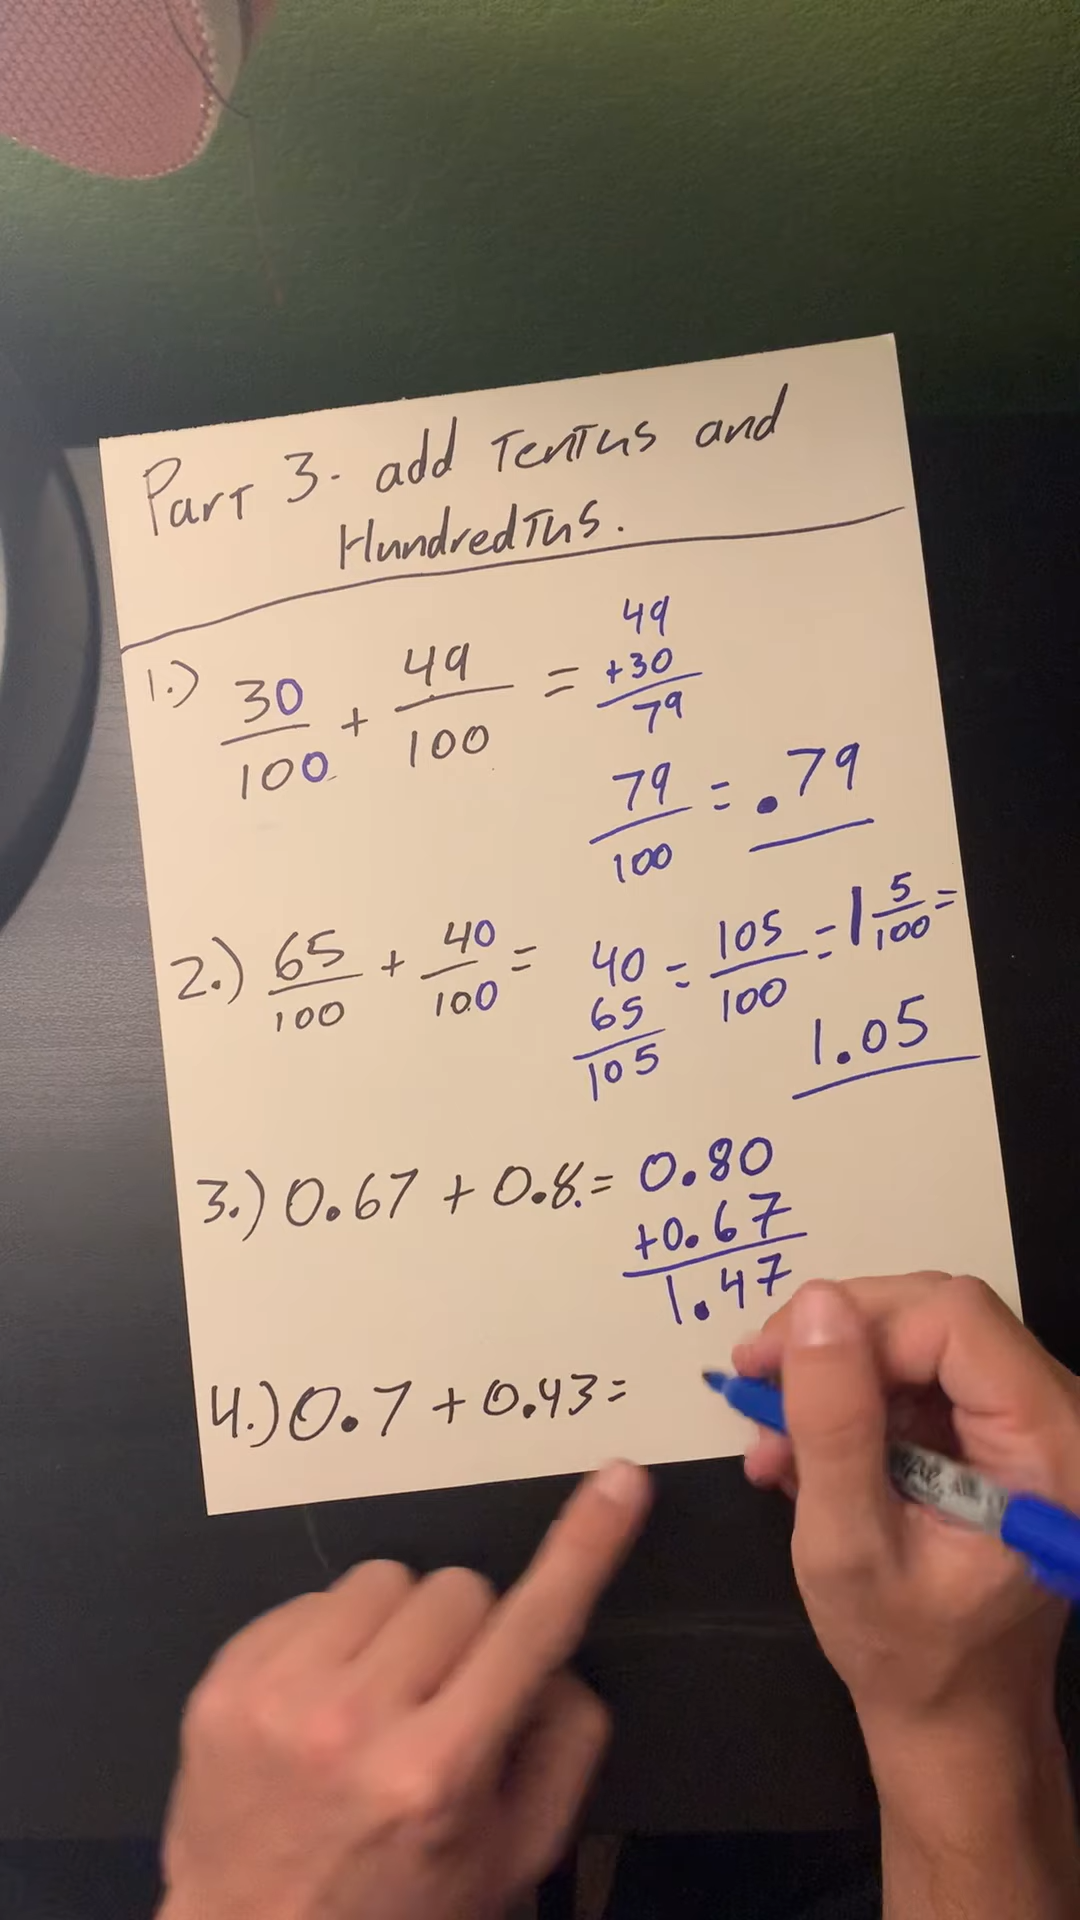 Part 3. add Tenths and
Hundredths.
1.) 30/100 + 49/100 =
49
+30
79
79/100 = .79
2.) 65/100 + 40/100 =
40
65
105
= 105/100 = 1 5/100 =
1.05
3.) 0.67 + 0.8. =
0.80
+0.67
1.47
4.) 0.7 + 0.43 =